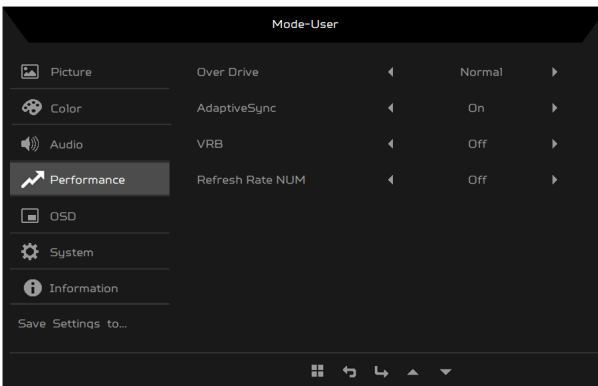 Mode-User
Picture
Over Drive Normal
Color
AdaptiveSync On
Audio
VRB Off
Performance
Refresh Rate NUM Off
OSD
System
Information
Save Settings to...